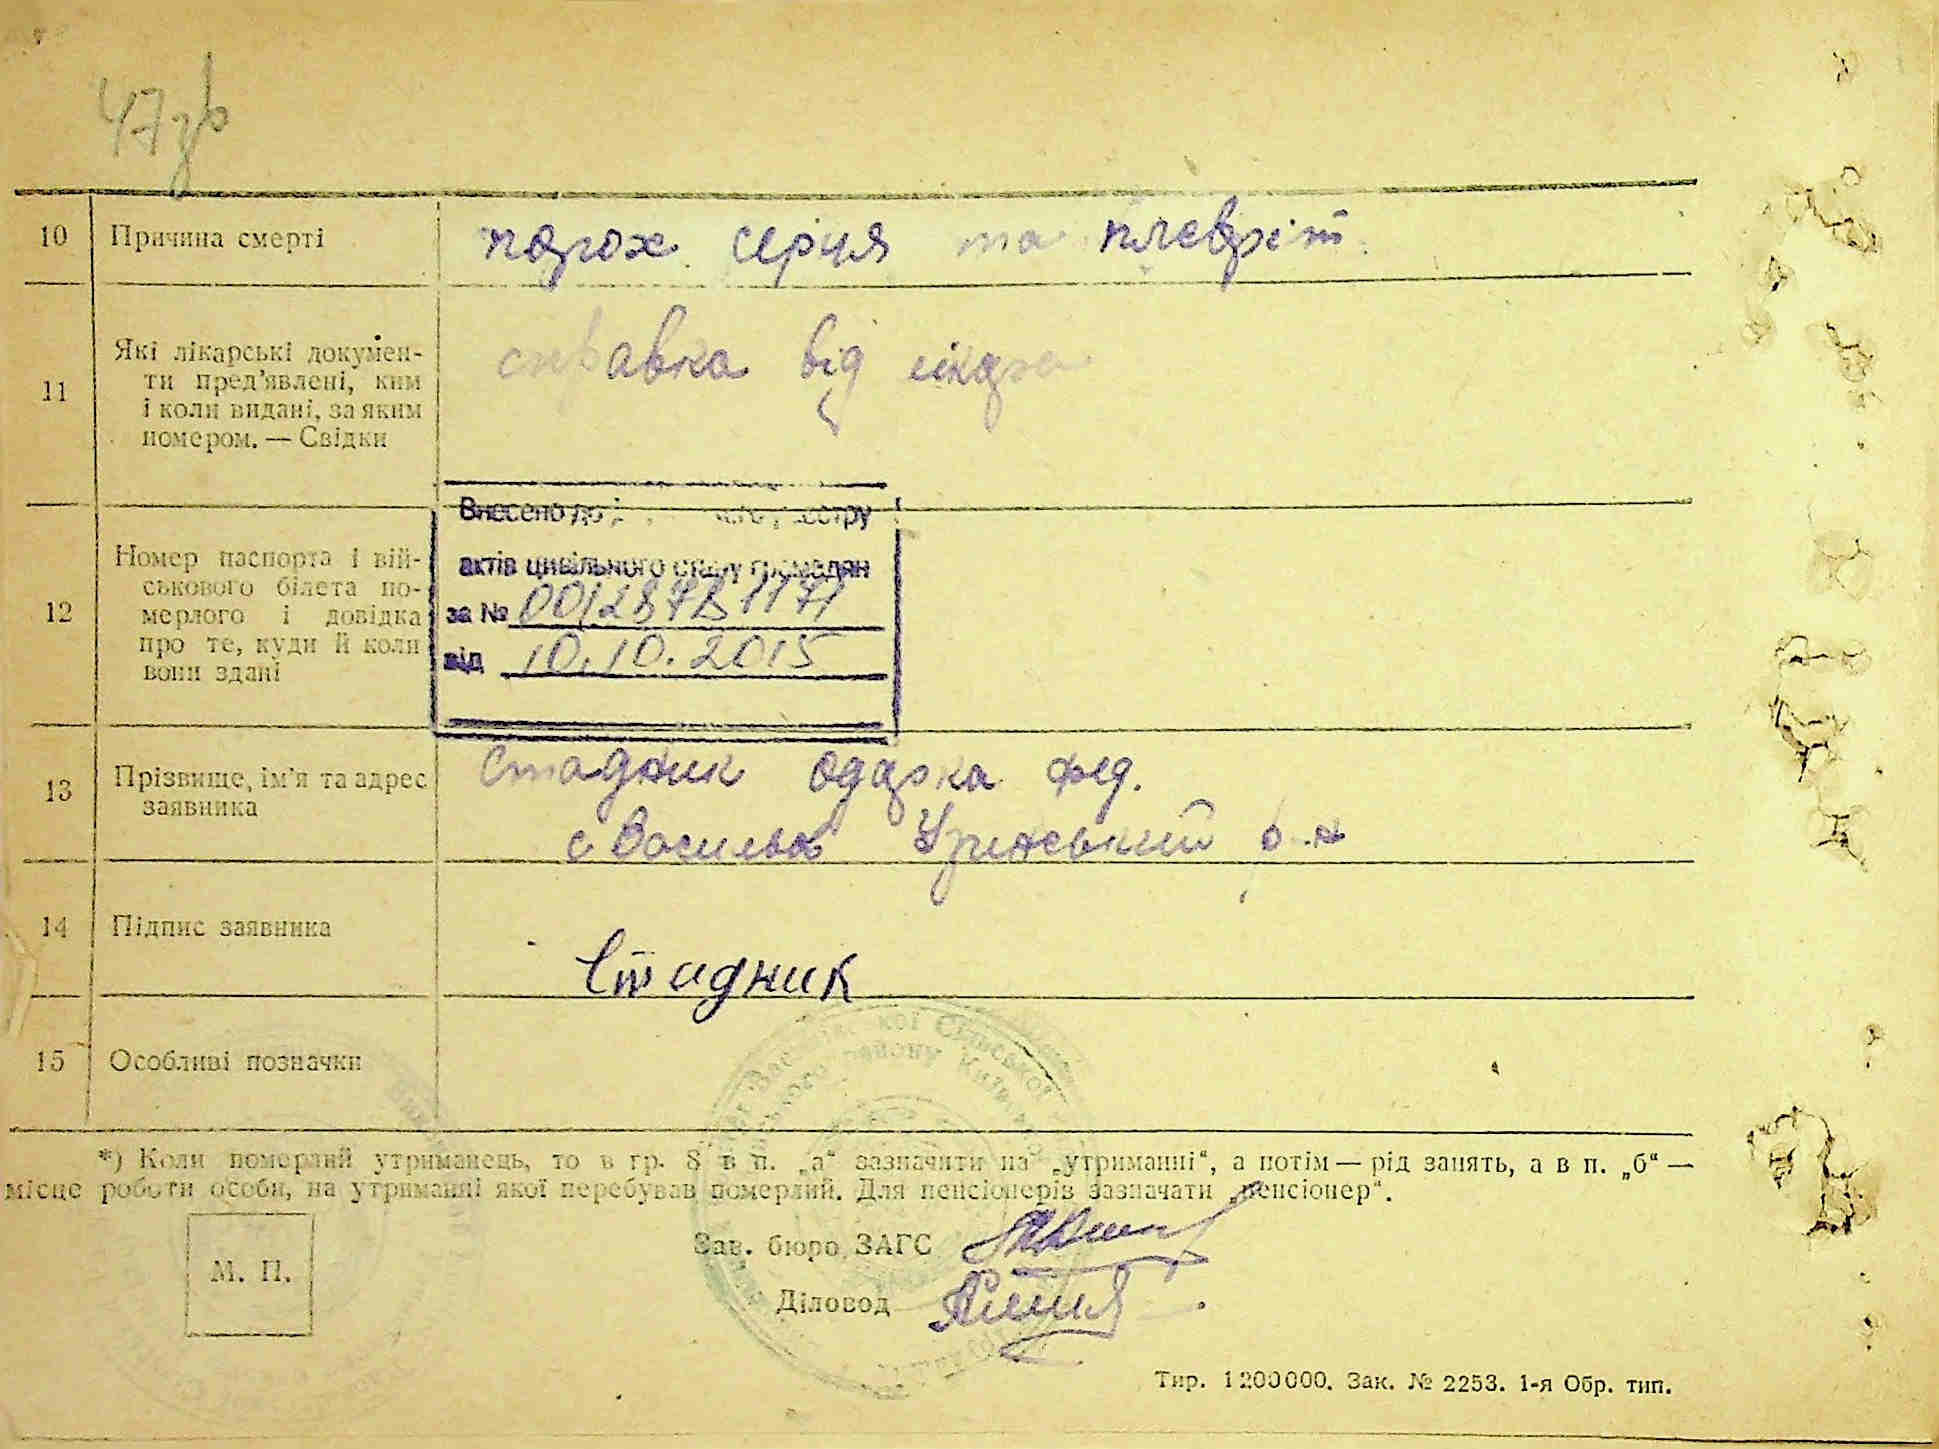 47зв
10 Причина смерті порок серця та плевріт.
11 Які лікарські докумен-
ти пред'явлені, ким
і коли видані, за яким
номером. — Свідки
справка від лікаря
12 Номер паспорта і вій-
ськового білета по-
мерлого і довідка
про те, куди й коли
вони здані
Внесено до
актів цивільного стану громадян
за № 00128781171
від 10.10.2015
13 Прізвище, ім'я та адрес
заявника
Стадник Одарка Фед.
с Василів р-н
14 Підпис заявника
Стадник
15 Особливі позначки
*) Коли померлий утриманець, то в гр. 8 в п. „а“ зазначити на „утриманні“, а потім — рід занять, а в п. „б“ —
місце роботи особи, на утриманні якої перебував померлий. Для пенсіонерів зазначати „пенсіонер“.
Зав. бюро ЗАГС
М. П.
Діловод
Тир. 1200000. Зак. № 2253. 1-я Обр. тип.